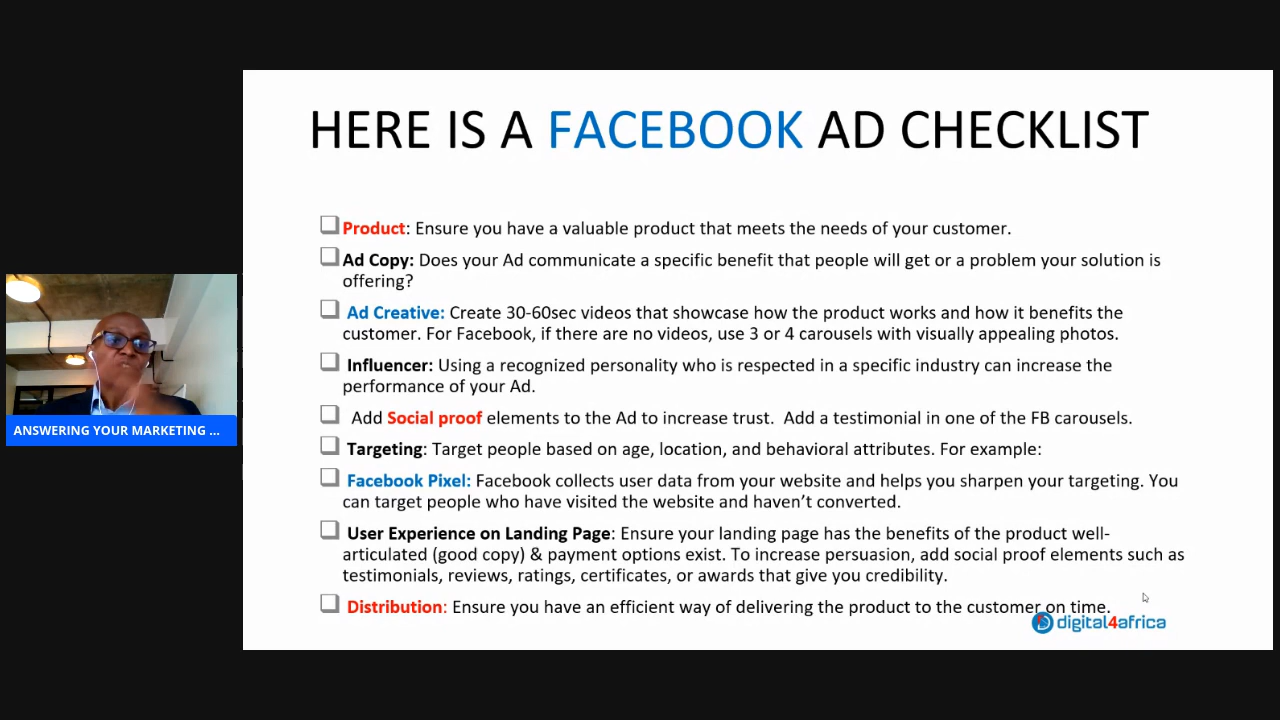 HERE IS A FACEBOOK AD CHECKLIST
Product: Ensure you have a valuable product that meets the needs of your customer.
Ad Copy: Does your Ad communicate a specific benefit that people will get or a problem your solution is
offering?
Ad Creative: Create 30-60sec videos that showcase how the product works and how it benefits the
customer. For Facebook, if there are no videos, use 3 or 4 carousels with visually appealing photos.
Influencer: Using a recognized personality who is respected in a specific industry can increase the
performance of your Ad.
Add Social proof elements to the Ad to increase trust. Add a testimonial in one of the FB carousels.
Targeting: Target people based on age, location, and behavioral attributes. For example:
Facebook Pixel: Facebook collects user data from your website and helps you sharpen your targeting. You
can target people who have visited the website and haven’t converted.
User Experience on Landing Page: Ensure your landing page has the benefits of the product well-
articulated (good copy) & payment options exist. To increase persuasion, add social proof elements such as
testimonials, reviews, ratings, certificates, or awards that give you credibility.
Distribution: Ensure you have an efficient way of delivering the product to the customer on time.
digital4africa
ANSWERING YOUR MARKETING ...